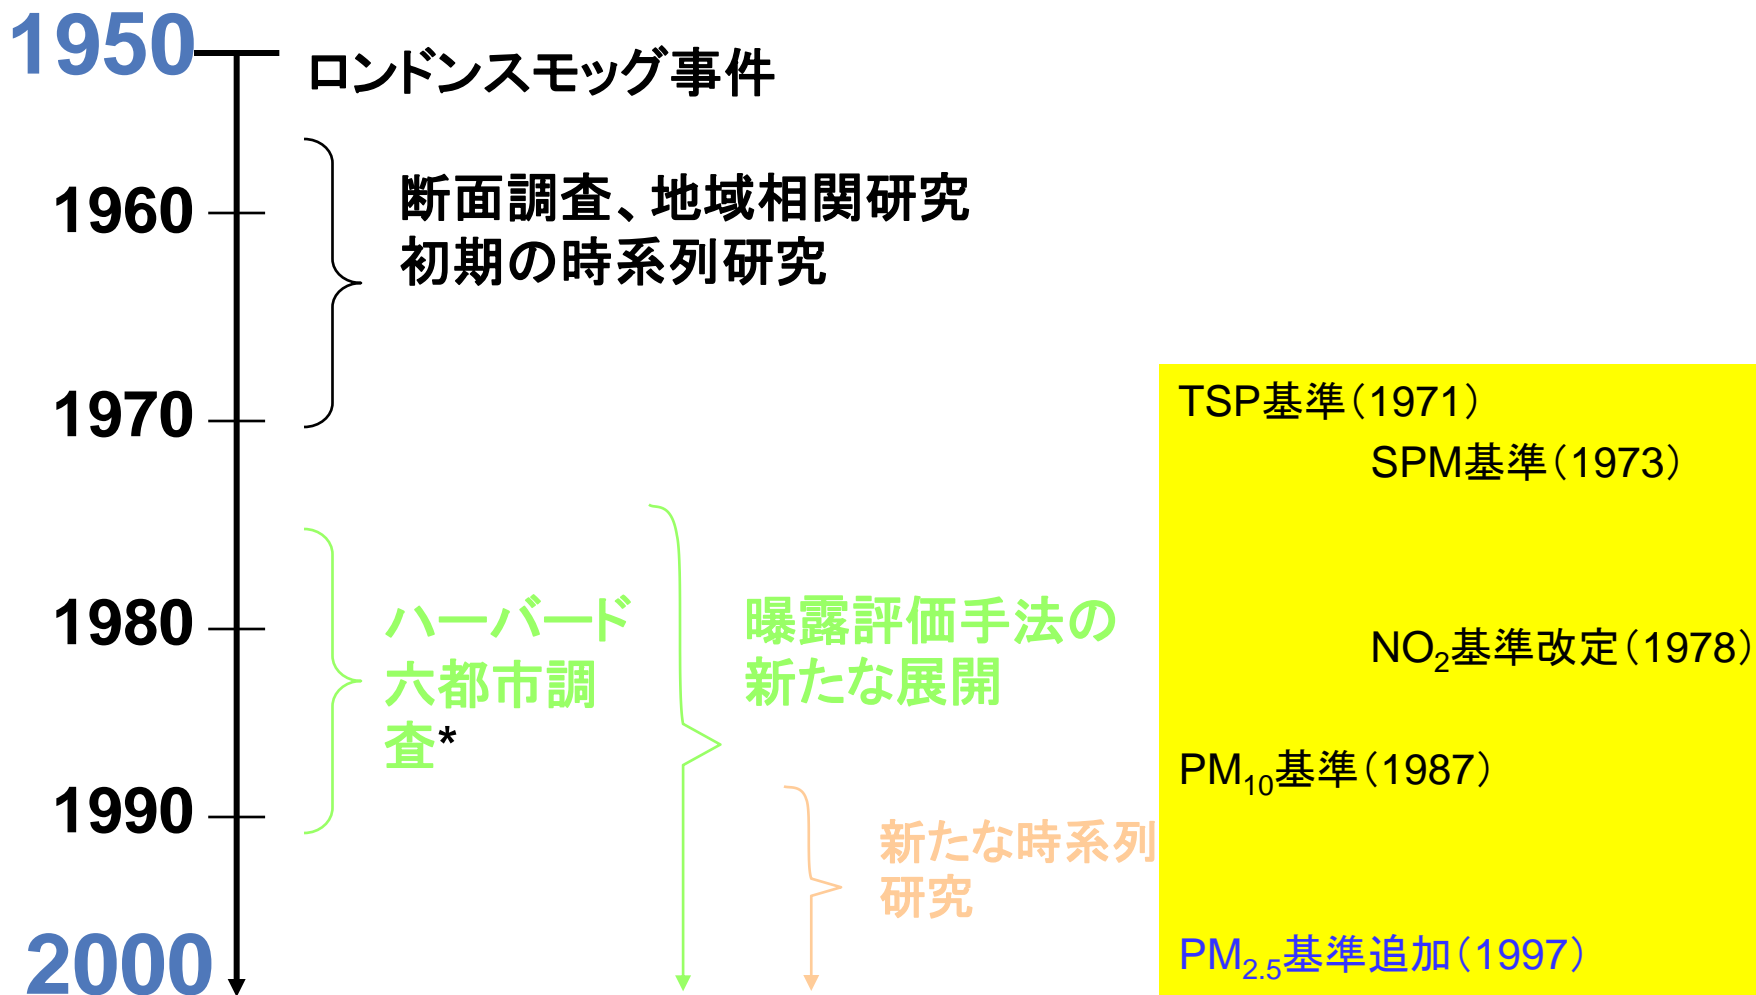 1950
ロンドンスモッグ事件
1960
断面調査、地域相関研究
初期の時系列研究
1970
TSP基準（1971）
SPM基準（1973）
1980
ハーバード
六都市調
査*
曝露評価手法の
新たな展開
NO₂基準改定（1978）
PM₁₀基準（1987）
1990
新たな時系列
研究
PM₂.₅基準追加（1997）
2000